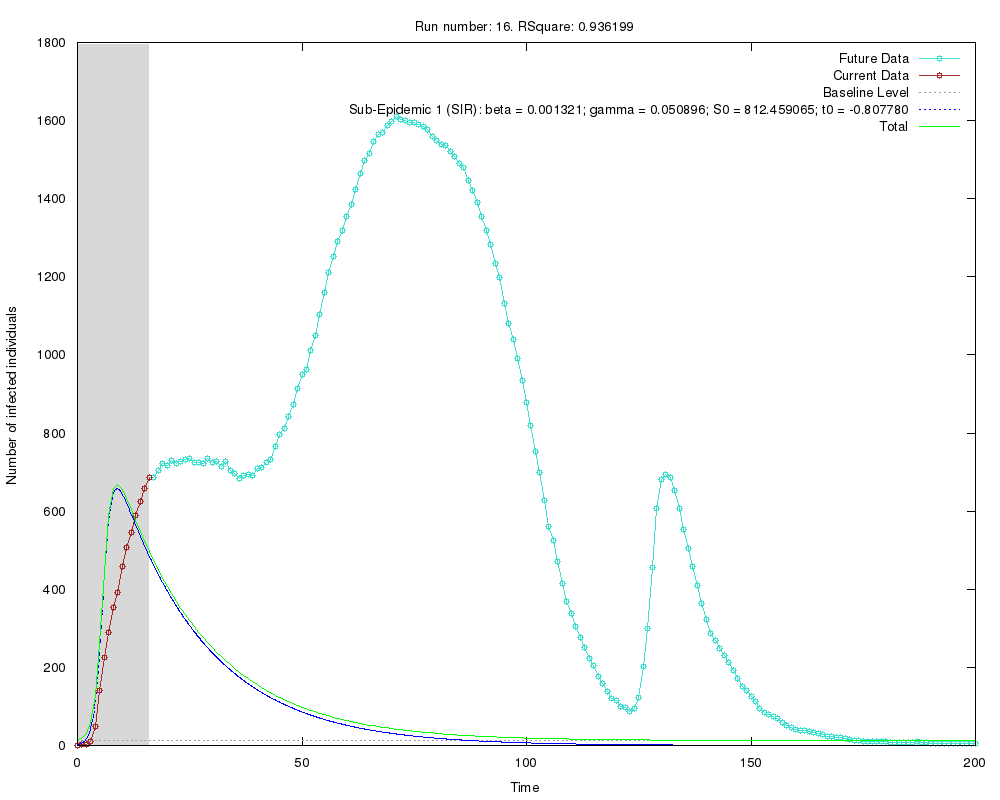 Run number: 16. RSquare: 0.936199
1800
1600
1400
1200
1000
800
600
400
200
0
0
50
100
150
200
Number of infected individuals
Time
Future Data
Current Data
Baseline Level
Sub-Epidemic 1 (SIR): beta = 0.001321; gamma = 0.050896; S0 = 812.459065; t0 = -0.807780
Total